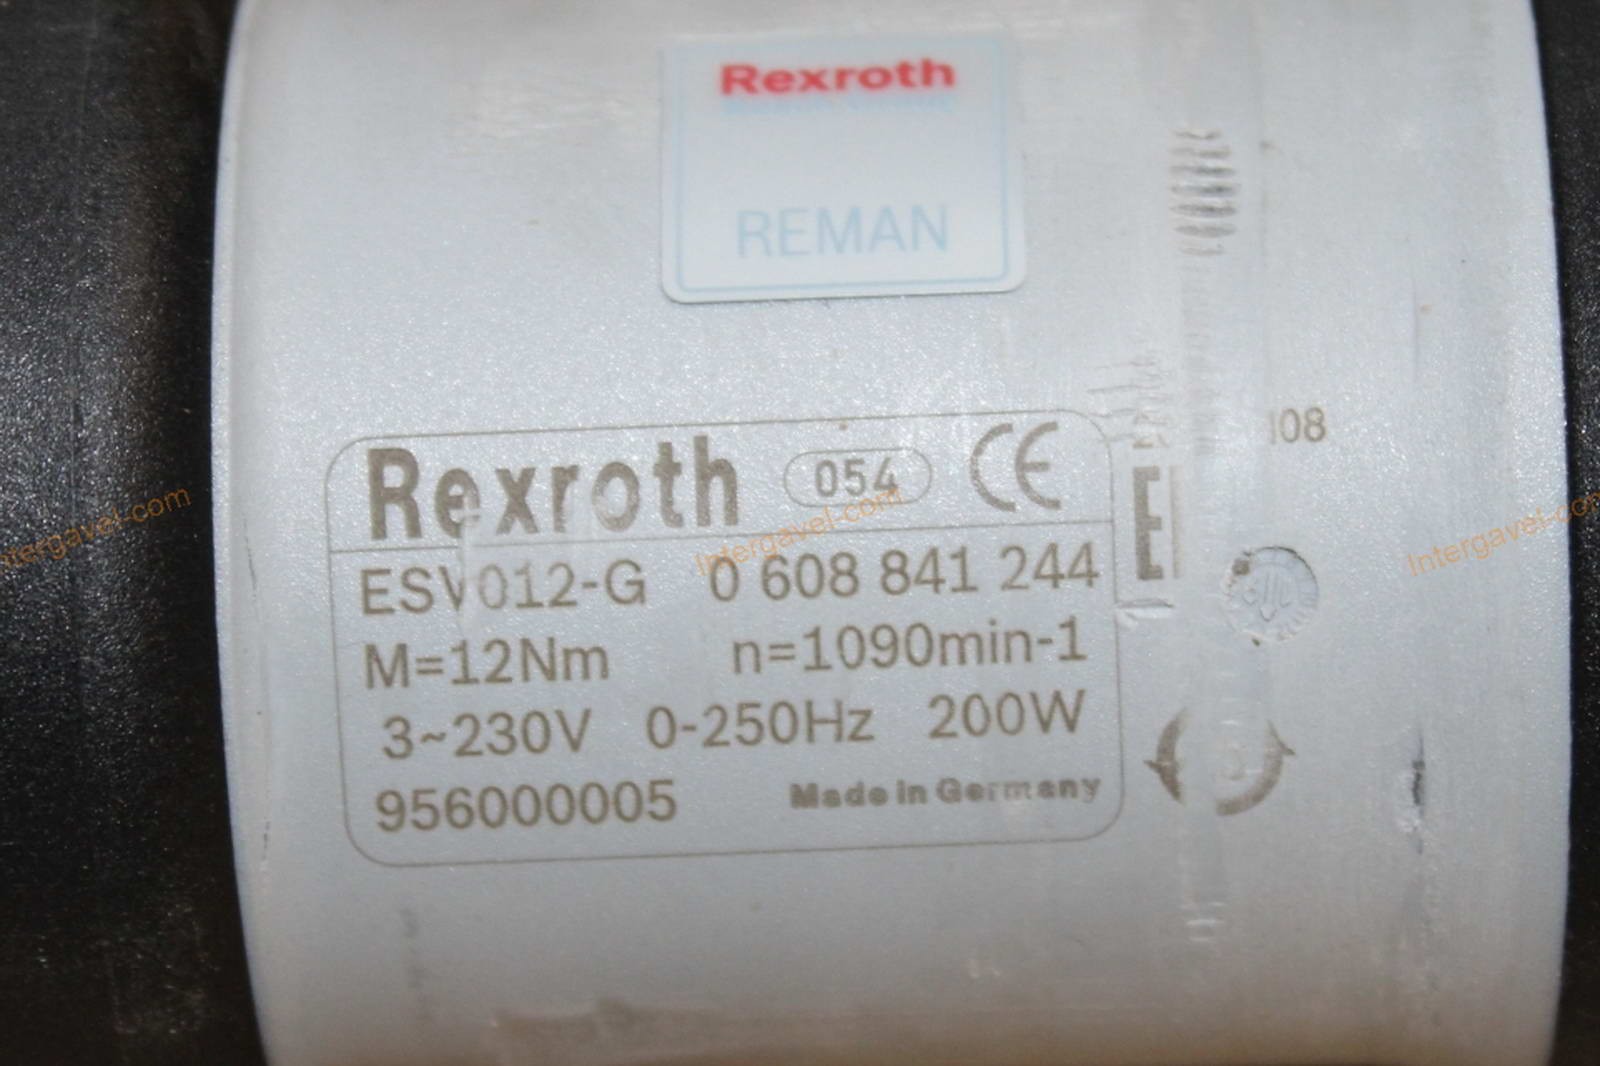 Rexroth
REMAN
108
Rexroth 054 CE
E
ESV012-G 0 608 841 244
M=12Nm n=1090min-1
3~230V 0-250Hz 200W
956000005 Made in Germany
Intergavel-com
Intergavel-com
Intergavel-com